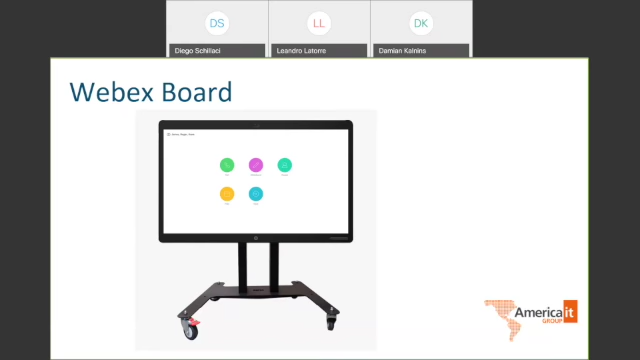 DS
LL
DK
Diego Schillaci
Leandro Latorre
Damian Kalnins
Webex Board
America it
GROUP